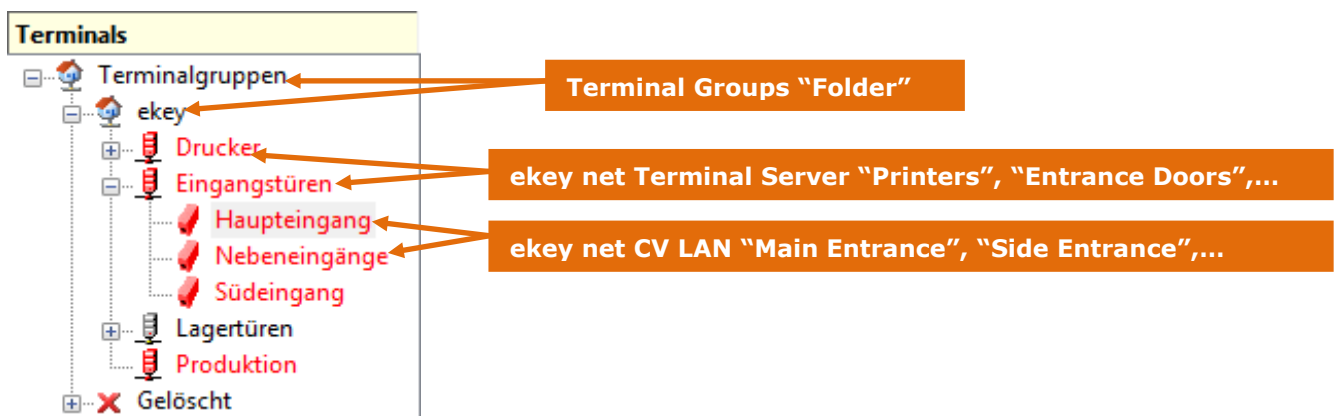 Terminals
Terminalgruppen
Terminal Groups “Folder”
ekey
Drucker
ekey net Terminal Server “Printers”, “Entrance Doors”,…
Eingangstüren
Haupteingang
ekey net CV LAN “Main Entrance”, “Side Entrance”,…
Nebeneingänge
Südeingang
Lagertüren
Produktion
Gelöscht